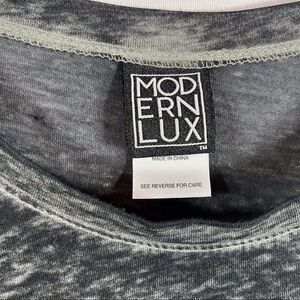 MOD
ERN
LUX
TM
MADE IN CHINA
SEE REVERSE FOR CARE